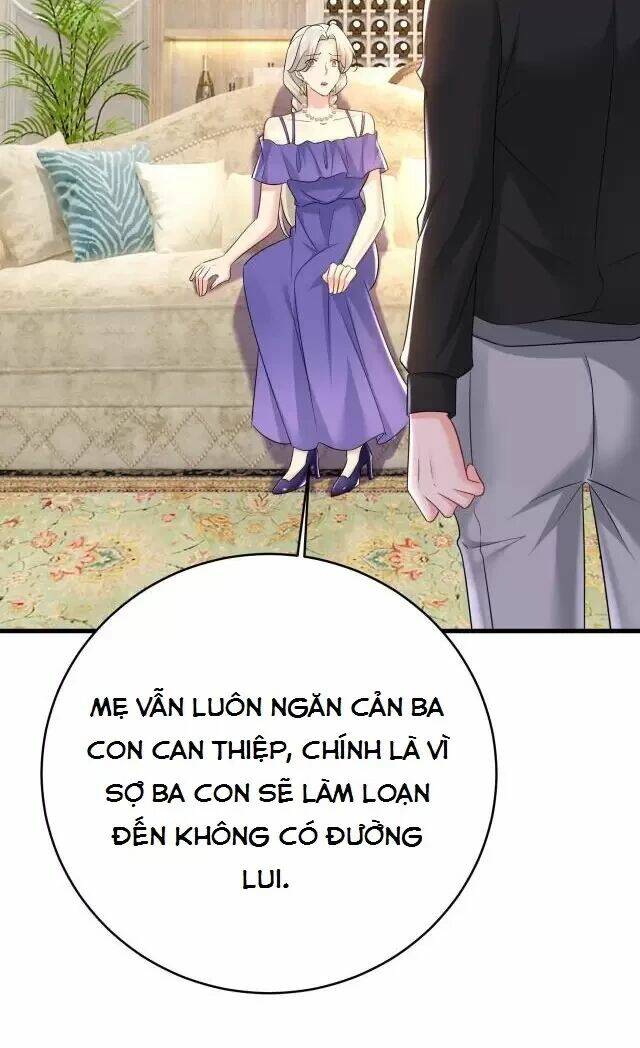 MẸ VẪN LUÔN NGĂN CẢN BA
CON CAN THIỆP, CHÍNH LÀ VÌ
SỢ BA CON SẼ LÀM LOẠN
ĐẾN KHÔNG CÓ ĐƯỜNG
LUI.